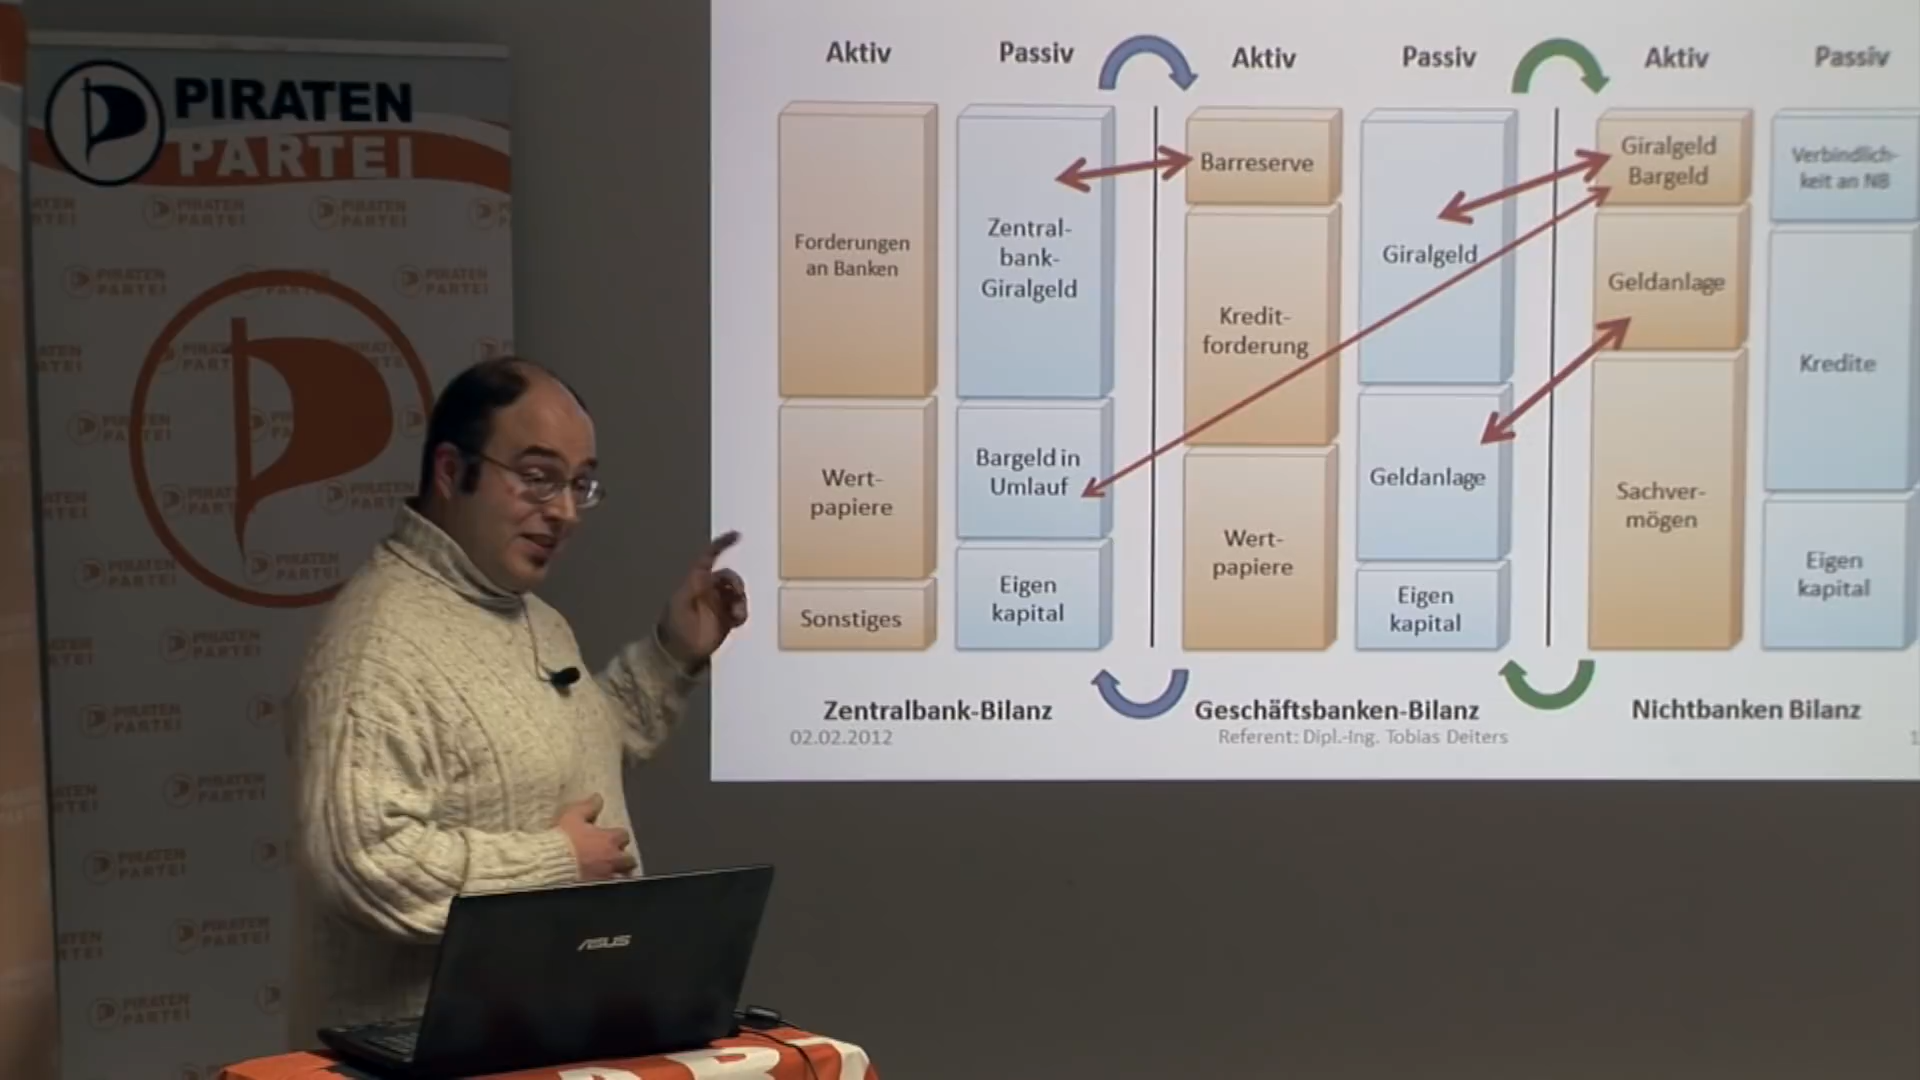 PIRATEN
PARTEI
Aktiv
Passiv
Aktiv
Passiv
Aktiv
Passiv
Forderungen
an Banken
Wert-
papiere
Sonstiges
Zentral-
bank-
Giralgeld
Bargeld in
Umlauf
Eigen
kapital
Barreserve
Kredit-
forderung
Wert-
papiere
Giralgeld
Geldanlage
Eigen
kapital
Giralgeld
Bargeld
Geldanlage
Sachver-
mögen
Verbindlich-
keit an NB
Kredite
Eigen
kapital
Zentralbank-Bilanz
Geschäftsbanken-Bilanz
Nichtbanken Bilanz
02.02.2012
Referent: Dipl.-Ing. Tobias Deiters
ASUS